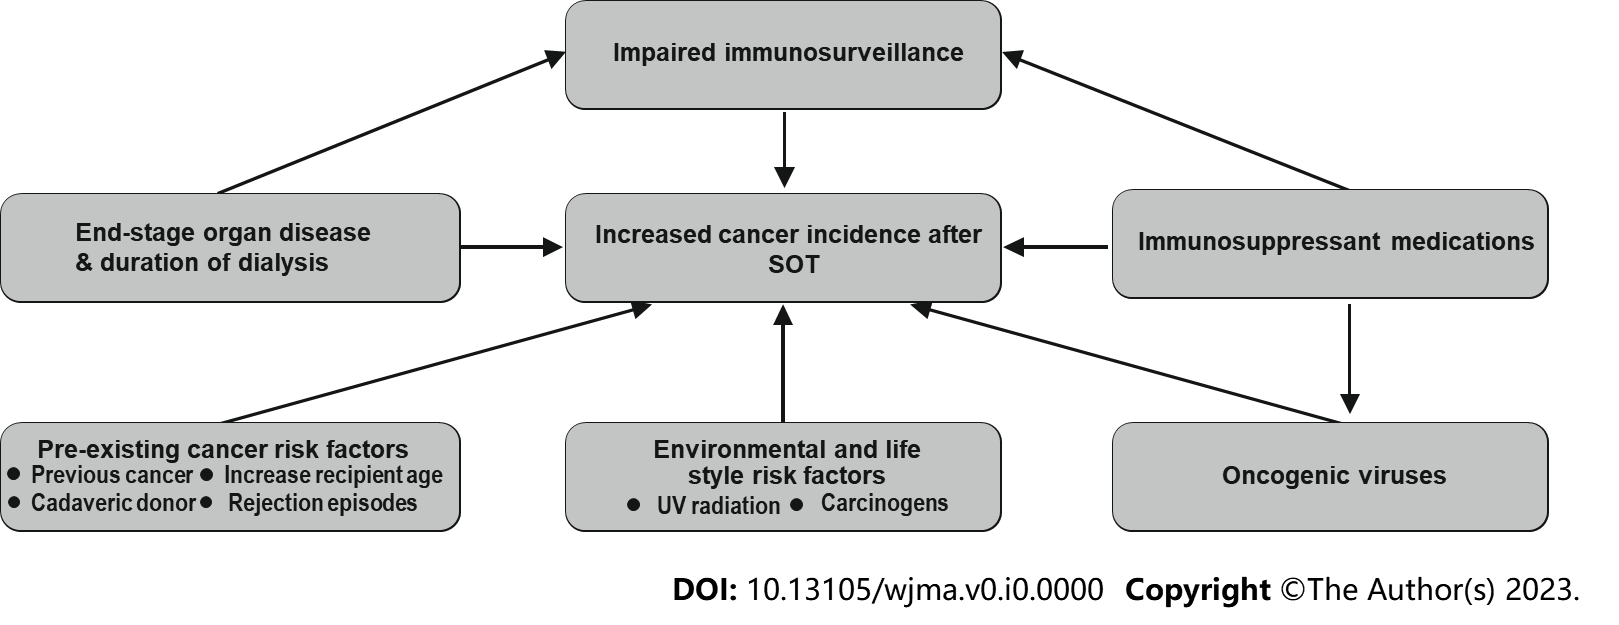 Impaired immunosurveillance
End-stage organ disease
& duration of dialysis
Increased cancer incidence after
SOT
Immunosuppressant medications
Pre-existing cancer risk factors
● Previous cancer ● Increase recipient age
● Cadaveric donor ● Rejection episodes
Environmental and life
style risk factors
● UV radiation ● Carcinogens
Oncogenic viruses
DOI: 10.13105/wjma.v0.i0.0000 Copyright ©The Author(s) 2023.